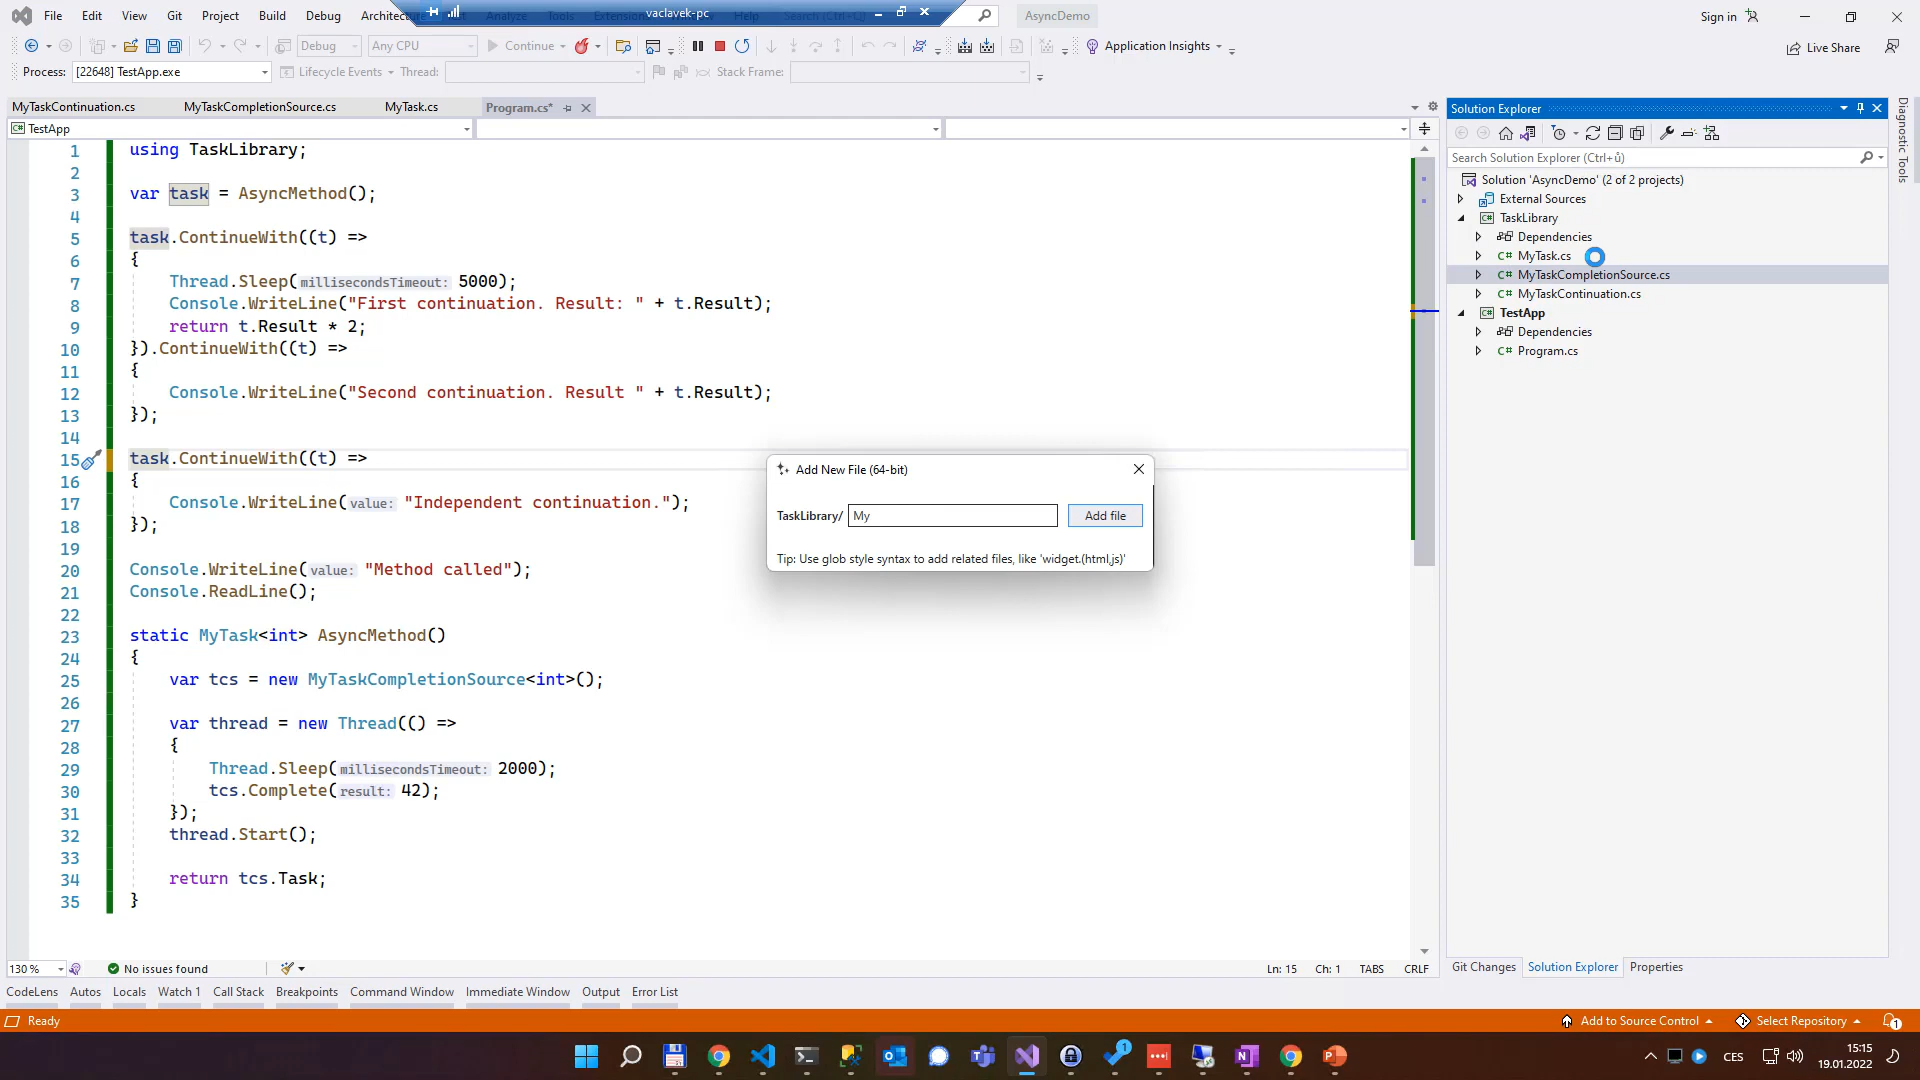 File Edit View Git Project Build Debug Architecture Analyze Tools Extensions Window Help Search (Ctrl+Q) vaclavek-pc AsyncDemo Sign in
Debug Any CPU Continue Application Insights Live Share
Process: [22648] TestApp.exe Lifecycle Events Thread: Stack Frame:
MyTaskContinuation.cs MyTaskCompletionSource.cs MyTask.cs Program.cs*
TestApp
1 using TaskLibrary;
2
3 var task = AsyncMethod();
4
5 task.ContinueWith((t) =>
6 {
7 Thread.Sleep(millisecondsTimeout: 5000);
8 Console.WriteLine("First continuation. Result: " + t.Result);
9 return t.Result * 2;
10 }).ContinueWith((t) =>
11 {
12 Console.WriteLine("Second continuation. Result " + t.Result);
13 });
14
15 task.ContinueWith((t) =>
16 {
17 Console.WriteLine(value: "Independent continuation.");
18 });
19
20 Console.WriteLine(value: "Method called");
21 Console.ReadLine();
22
23 static MyTask<int> AsyncMethod()
24 {
25 var tcs = new MyTaskCompletionSource<int>();
26
27 var thread = new Thread(() =>
28 {
29 Thread.Sleep(millisecondsTimeout: 2000);
30 tcs.Complete(result: 42);
31 });
32 thread.Start();
33
34 return tcs.Task;
35 }
Add New File (64-bit)
TaskLibrary/ My Add file
Tip: Use glob style syntax to add related files, like 'widget.(html,js)'
Solution Explorer
Search Solution Explorer (Ctrl+ů)
Solution 'AsyncDemo' (2 of 2 projects)
External Sources
C# TaskLibrary
Dependencies
C# MyTask.cs
C# MyTaskCompletionSource.cs
C# MyTaskContinuation.cs
C# TestApp
Dependencies
C# Program.cs
Diagnostic Tools
130 % No issues found Ln: 15 Ch: 1 TABS CRLF
Git Changes Solution Explorer Properties
CodeLens Autos Locals Watch 1 Call Stack Breakpoints Command Window Immediate Window Output Error List
Ready Add to Source Control Select Repository 1
1 CES 15:15
19.01.2022